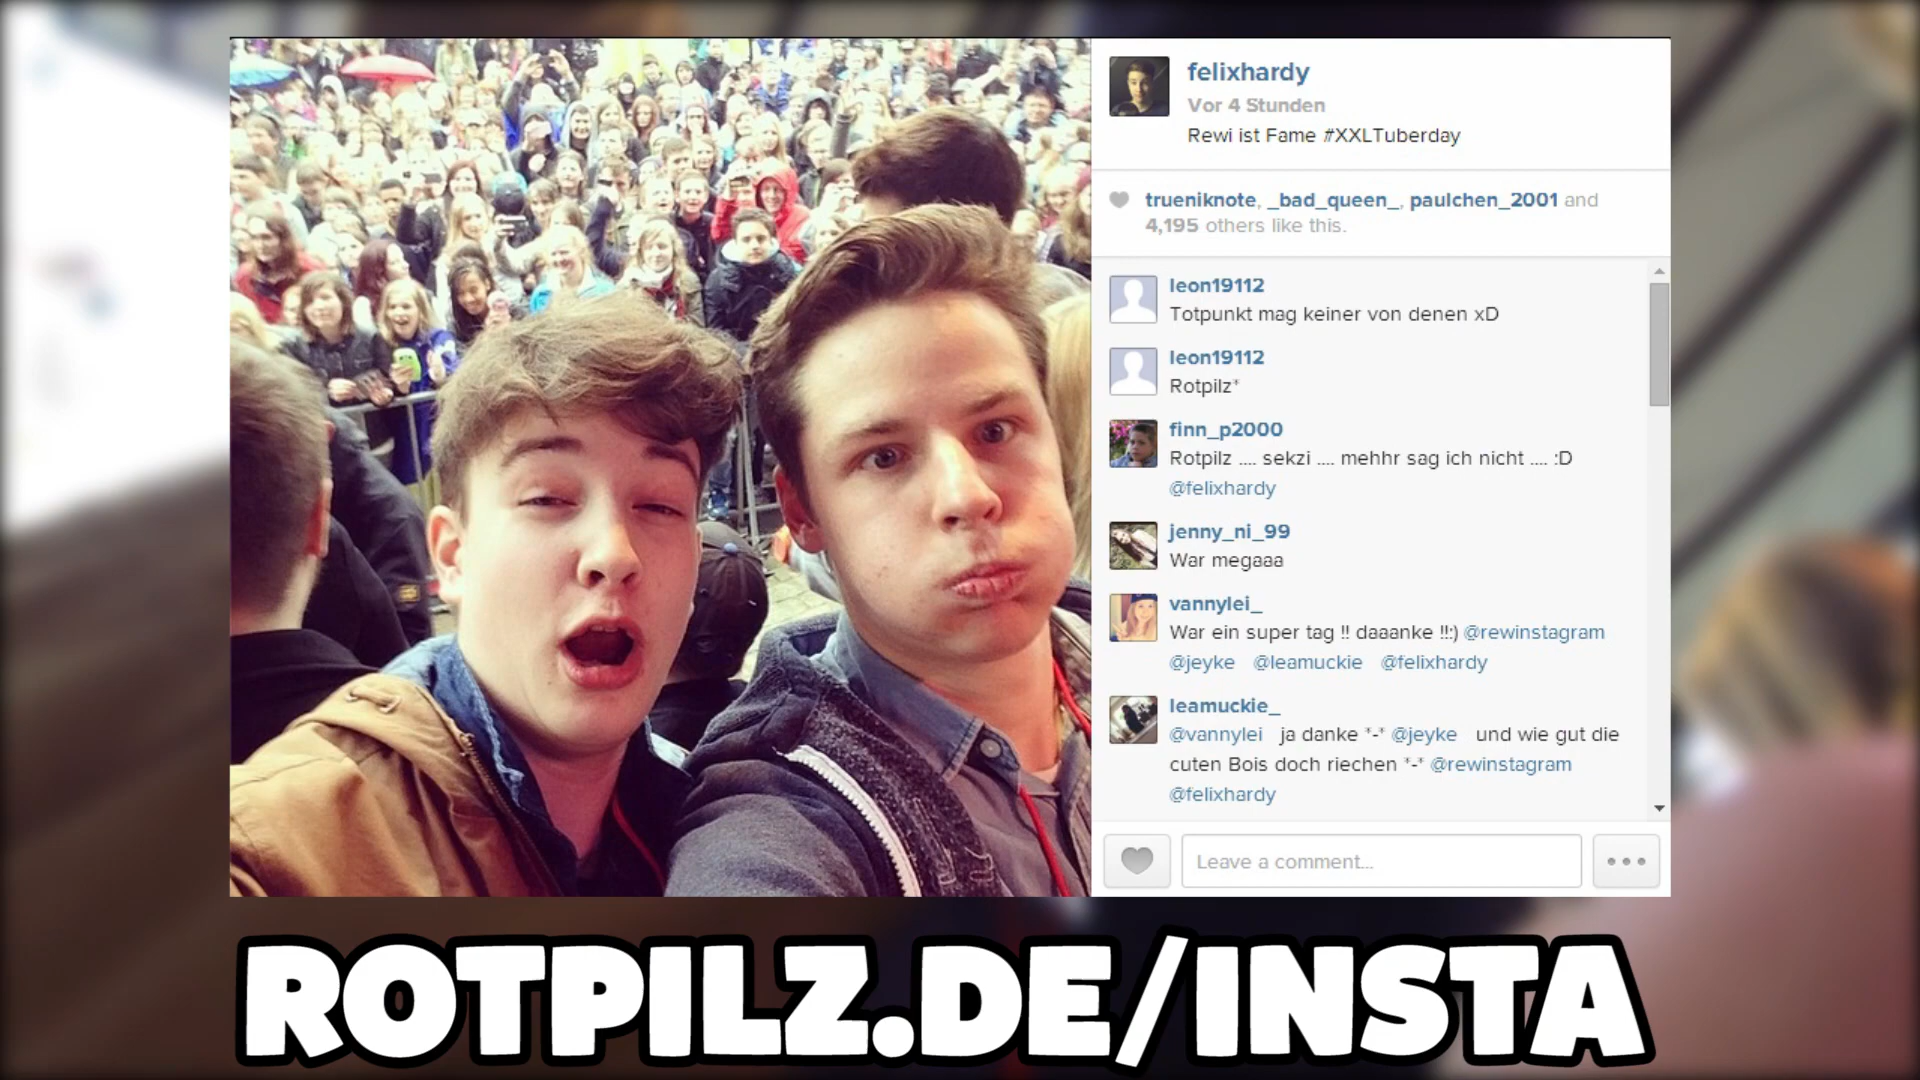 felixhardy
Vor 4 Stunden
Rewi ist Fame #XXLTuberday
trueniknote, _bad_queen_, paulchen_2001 and
4,195 others like this.
leon19112
Totpunkt mag keiner von denen xD
leon19112
Rotpilz*
finn_p2000
Rotpilz .... sekzi .... mehhr sag ich nicht .... :D
@felixhardy
jenny_ni_99
War megaaa
vannylei_
War ein super tag !! daaanke !!:) @rewinstagram
@jeyke @leamuckie @felixhardy
leamuckie_
@vannylei ja danke *-* @jeyke und wie gut die
cuten Bois doch riechen *-* @rewinstagram
@felixhardy
Leave a comment...
ROTPILZ.DE/INSTA